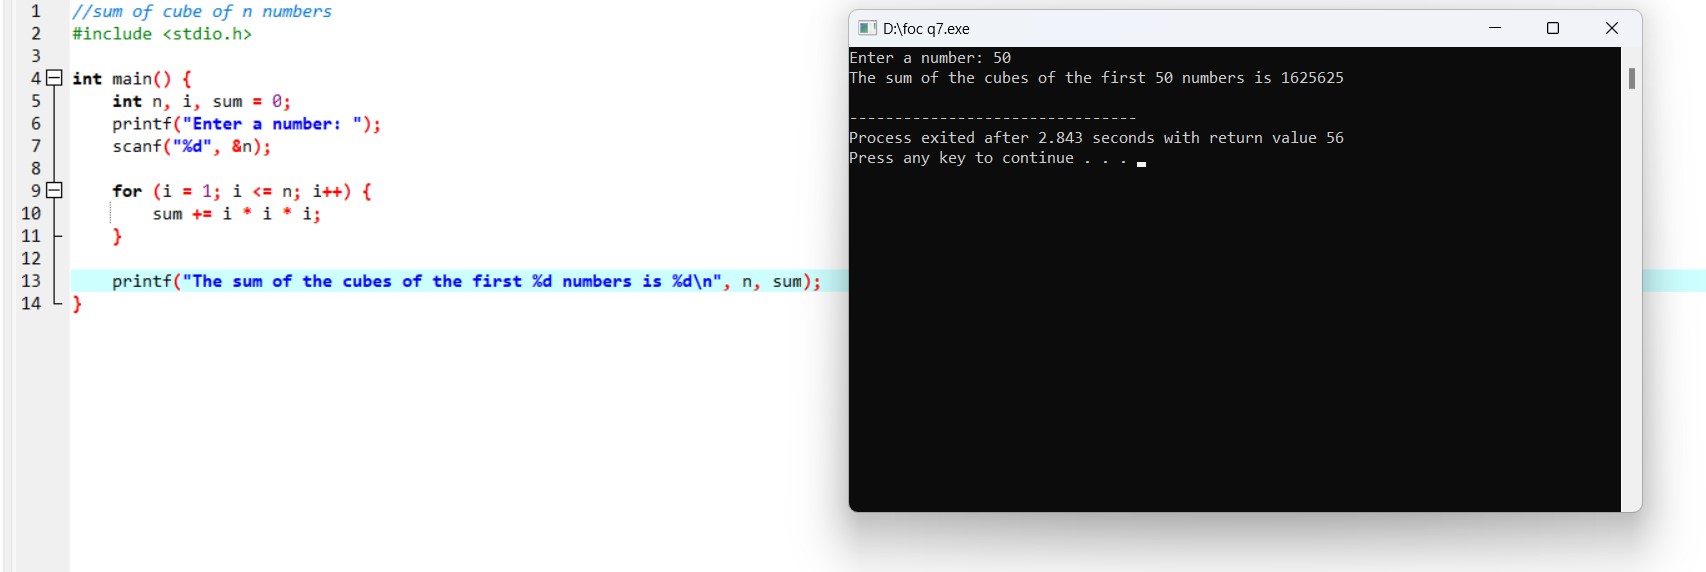 1 //sum of cube of n numbers
2 #include <stdio.h>
3
4 int main() {
5     int n, i, sum = 0;
6     printf("Enter a number: ");
7     scanf("%d", &n);
8
9     for (i = 1; i <= n; i++) {
10         sum += i * i * i;
11     }
12
13     printf("The sum of the cubes of the first %d numbers is %d\n", n, sum);
14 }
D:\foc q7.exe
Enter a number: 50
The sum of the cubes of the first 50 numbers is 1625625
--------------------------------
Process exited after 2.843 seconds with return value 56
Press any key to continue . . .